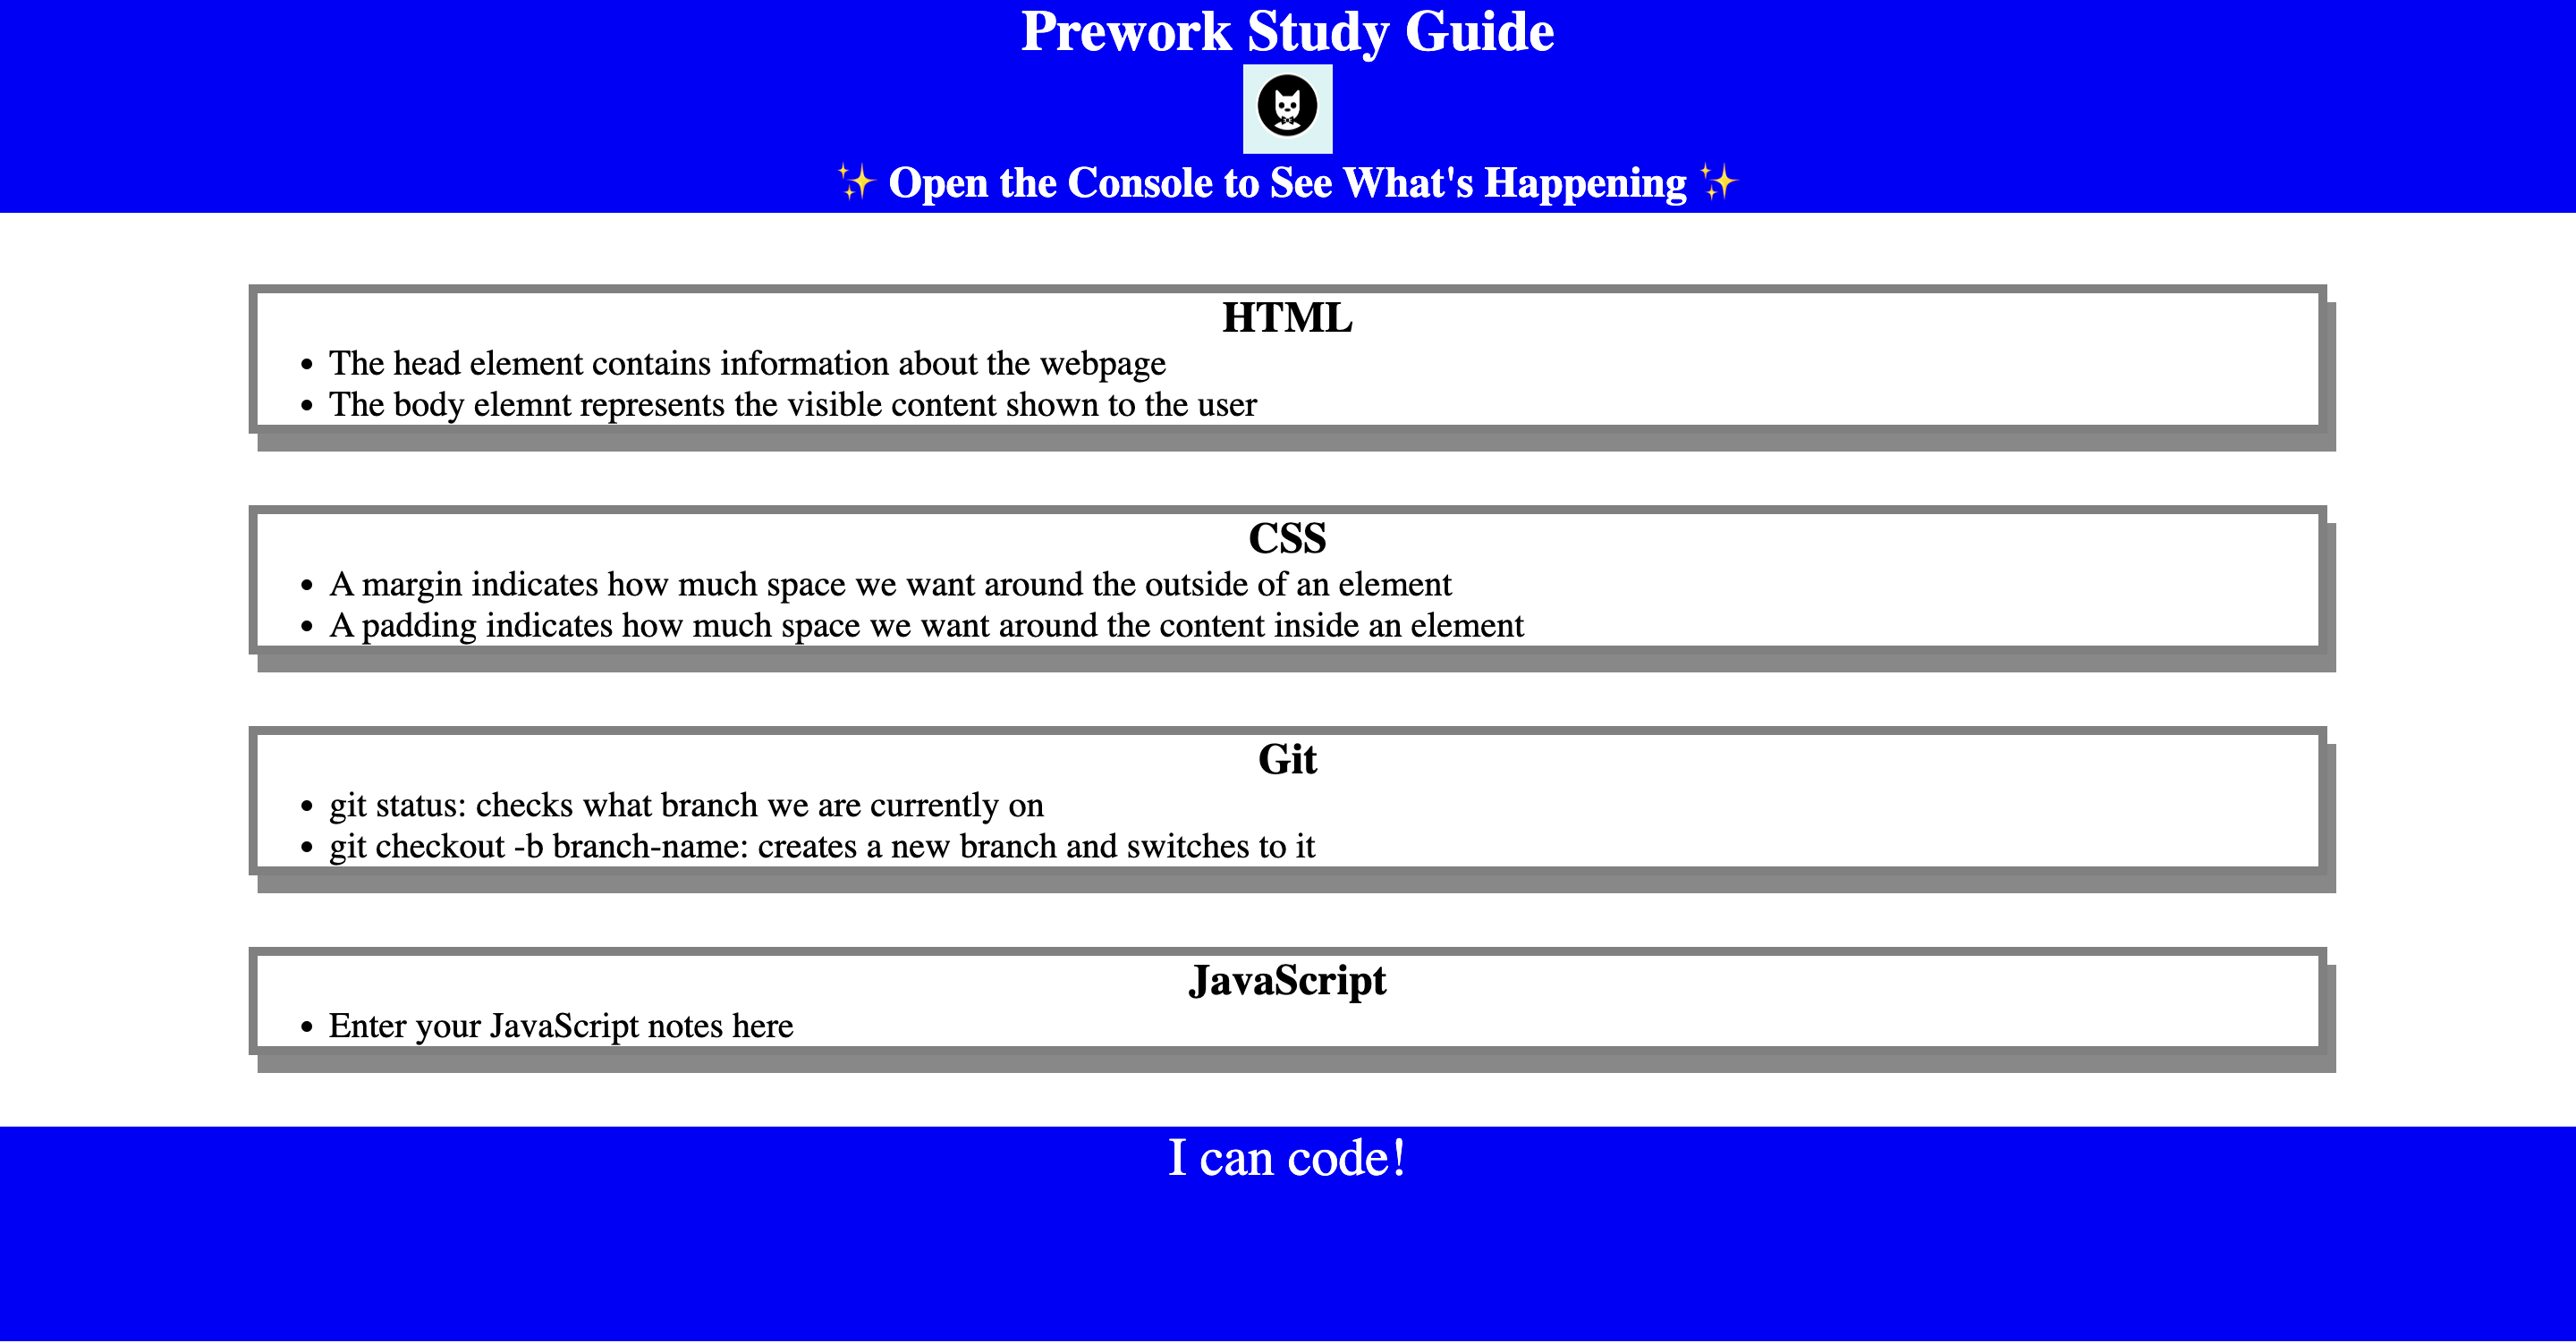 Prework Study Guide
✨ Open the Console to See What's Happening ✨
HTML
• The head element contains information about the webpage
• The body elemnt represents the visible content shown to the user
CSS
• A margin indicates how much space we want around the outside of an element
• A padding indicates how much space we want around the content inside an element
Git
• git status: checks what branch we are currently on
• git checkout -b branch-name: creates a new branch and switches to it
JavaScript
• Enter your JavaScript notes here
I can code!